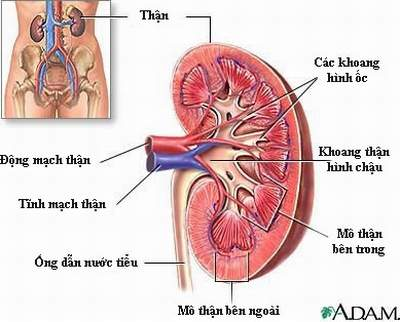 Thận
Các khoang
hình ốc
Động mạch thận
Khoang thận
hình chậu
Tĩnh mạch thận
Mô thận
bên trong
Ống dẫn nước tiểu
Mô thận bên ngoài
ADAM.